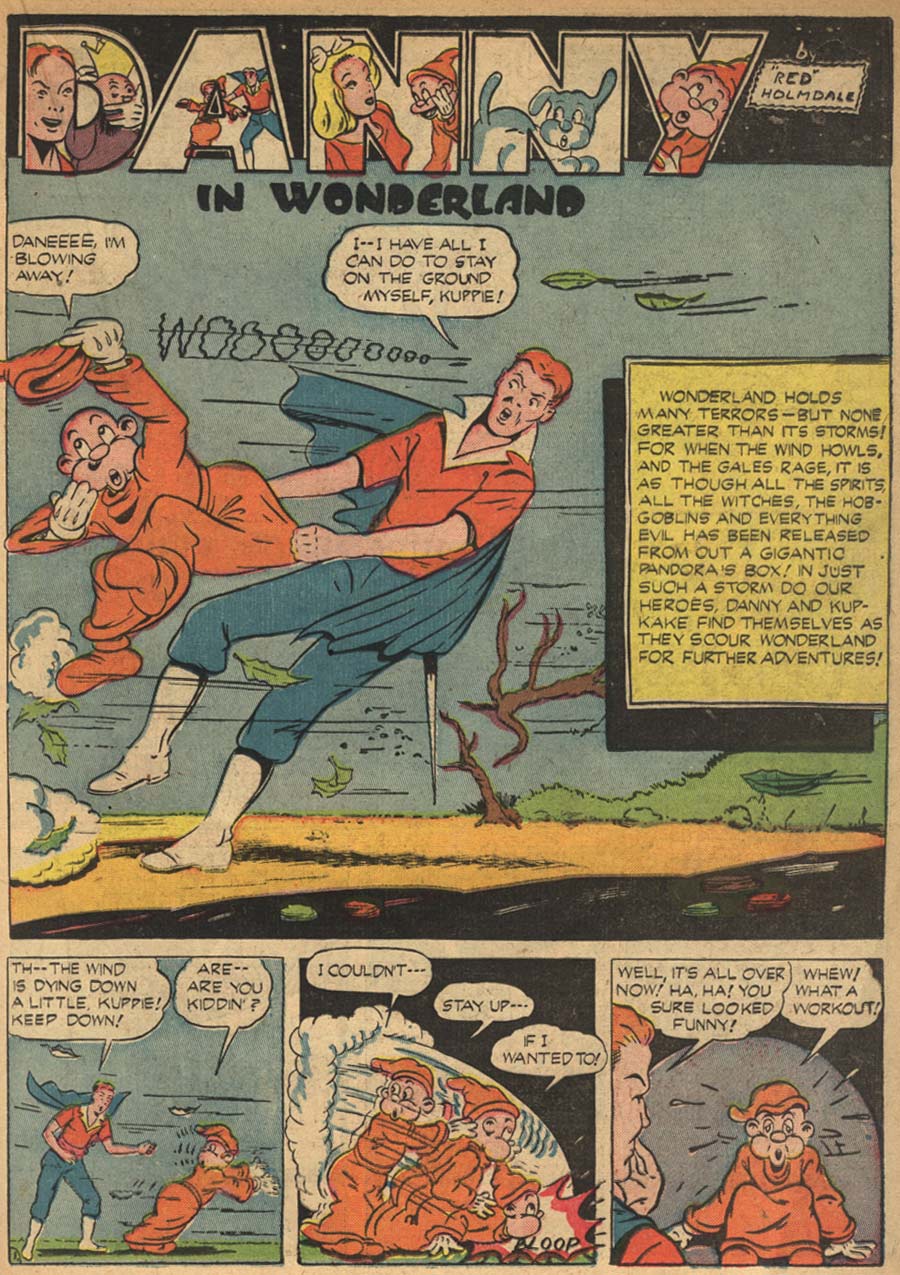 DANNY
by
"RED"
HOLMDALE
IN WONDERLAND
DANEEEE, I'M
BLOWING
AWAY!
I--I HAVE ALL I
CAN DO TO STAY
ON THE GROUND
MYSELF, KUPPIE!
WOOOOOOOOOO
WONDERLAND HOLDS
MANY TERRORS—BUT NONE
GREATER THAN ITS STORMS!
FOR WHEN THE WIND HOWLS,
AND THE GALES RAGE, IT IS
AS THOUGH ALL THE SPIRITS,
ALL THE WITCHES, THE HOB-
GOBLINS AND EVERYTHING
EVIL HAS BEEN RELEASED
FROM OUT A GIGANTIC
PANDORA'S BOX! IN JUST
SUCH A STORM DO OUR
HEROES, DANNY AND KUP-
KAKE FIND THEMSELVES AS
THEY SCOUR WONDERLAND
FOR FURTHER ADVENTURES!
TH--THE WIND
IS DYING DOWN
A LITTLE, KUPPIE!
KEEP DOWN!
ARE--
ARE YOU
KIDDIN'?
I COULDN'T---
STAY UP---
IF I
WANTED TO!
BLOOP
WELL, IT'S ALL OVER
NOW! HA, HA! YOU
SURE LOOKED
FUNNY!
WHEW!
WHAT A
WORKOUT!